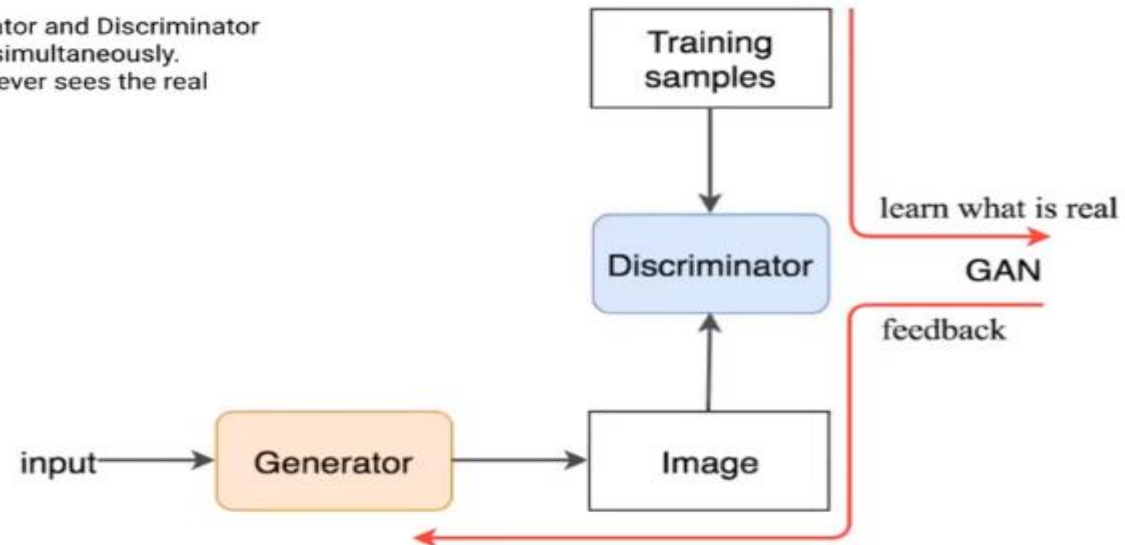 ator and Discriminator
simultaneously.
ever sees the real
Training
samples
learn what is real
Discriminator
GAN
feedback
input
Generator
Image